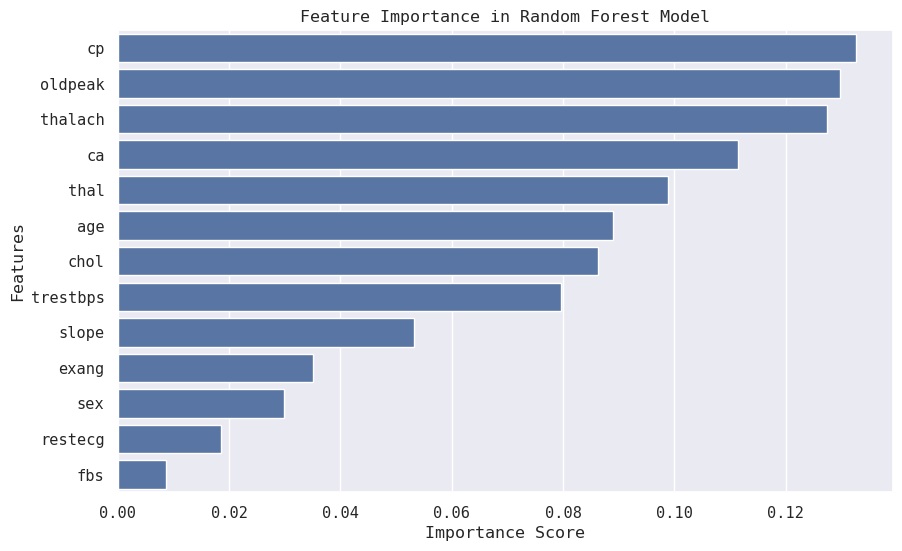 Feature Importance in Random Forest Model
Features
cp
oldpeak
thalach
ca
thal
age
chol
trestbps
slope
exang
sex
restecg
fbs
0.00 0.02 0.04 0.06 0.08 0.10 0.12
Importance Score